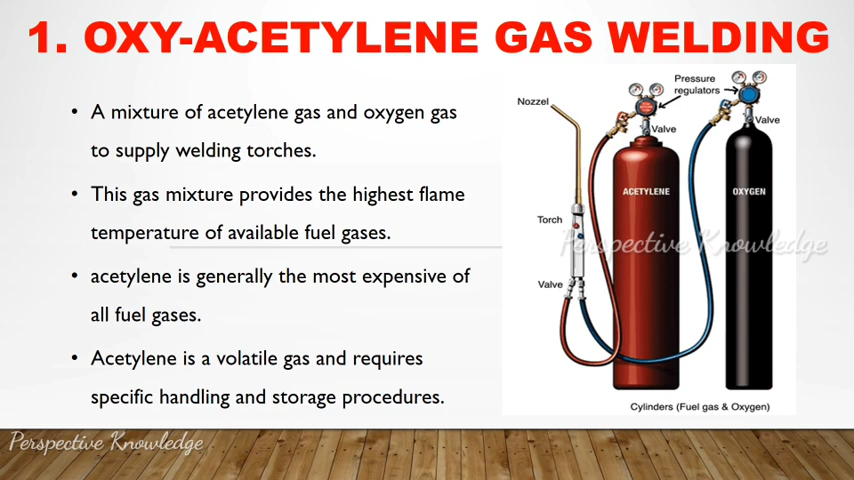 1. OXY-ACETYLENE GAS WELDING
• A mixture of acetylene gas and oxygen gas
to supply welding torches.
• This gas mixture provides the highest flame
temperature of available fuel gases.
• acetylene is generally the most expensive of
all fuel gases.
• Acetylene is a volatile gas and requires
specific handling and storage procedures.
Pressure
regulators
Nozzel
Valve
Valve
ACETYLENE
OXYGEN
Torch
Perspective Knowledge
Valve
Cylinders (Fuel gas & Oxygen)
Perspective Knowledge